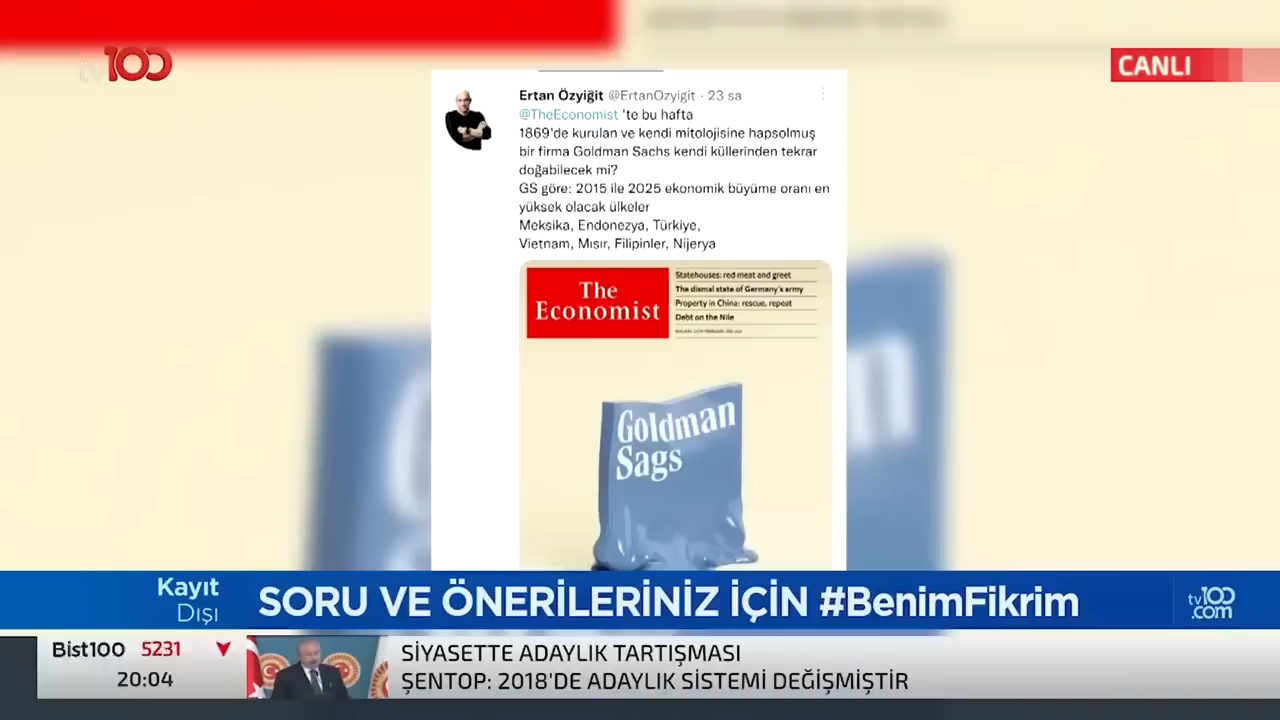 tv100
CANLI
Ertan Özyiğit @ErtanOzyigit · 23 sa
@TheEconomist 'te bu hafta
1869'de kurulan ve kendi mitolojisine hapsolmuş
bir firma Goldman Sachs kendi küllerinden tekrar
doğabilecek mi?
GS göre: 2015 ile 2025 ekonomik büyüme oranı en
yüksek olacak ülkeler
Meksika, Endonezya, Türkiye,
Vietnam, Mısır, Filipinler, Nijerya
The
Economist
Statehouses: red meat and greet
The dismal state of Germany's army
Property in China: rescue, repeat
Debt on the Nile
Goldman
Sags
Kayıt
Dışı
SORU VE ÖNERİLERİNİZ İÇİN #BenimFikrim
tv100
.com
Bist100 5231
20:04
SİYASETTE ADAYLIK TARTIŞMASI
ŞENTOP: 2018'DE ADAYLIK SİSTEMİ DEĞİŞMİŞTİR